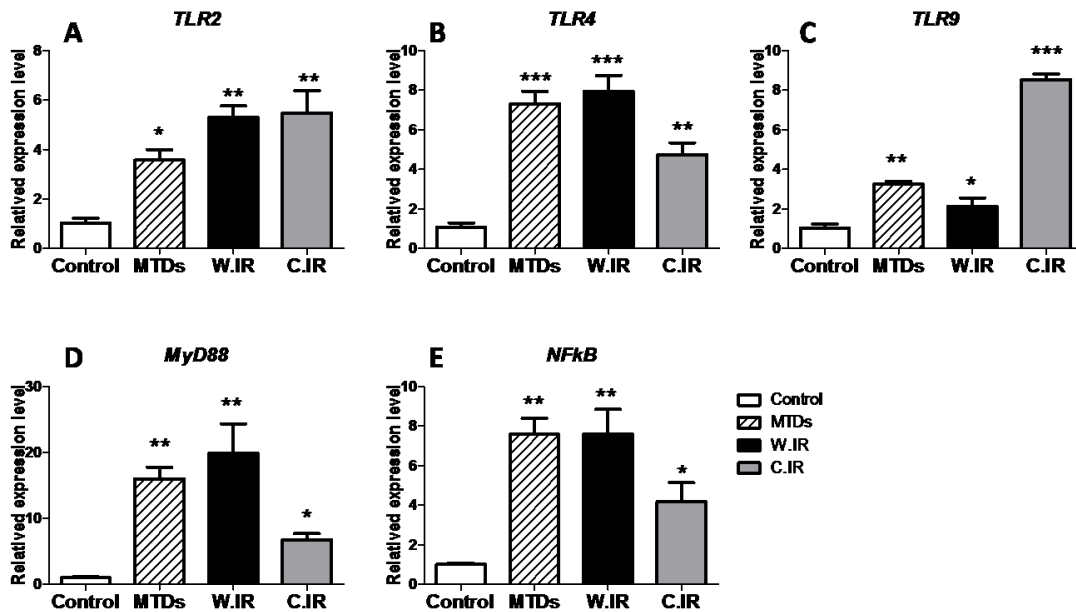 A
TLR2
Relatived expression level
8
6
4
2
0
*
**
**
Control MTDs W.IR C.IR
B
TLR4
Relatived expression level
10
8
6
4
2
0
***
***
**
Control MTDs W.IR C.IR
C
TLR9
Relatived expression level
10
8
6
4
2
0
**
*
***
Control MTDs W.IR C.IR
D
MyD88
Relatived expression level
30
20
10
0
**
**
*
Control MTDs W.IR C.IR
E
NFkB
Relatived expression level
10
8
6
4
2
0
**
**
*
Control MTDs W.IR C.IR
Control
MTDs
W.IR
C.IR